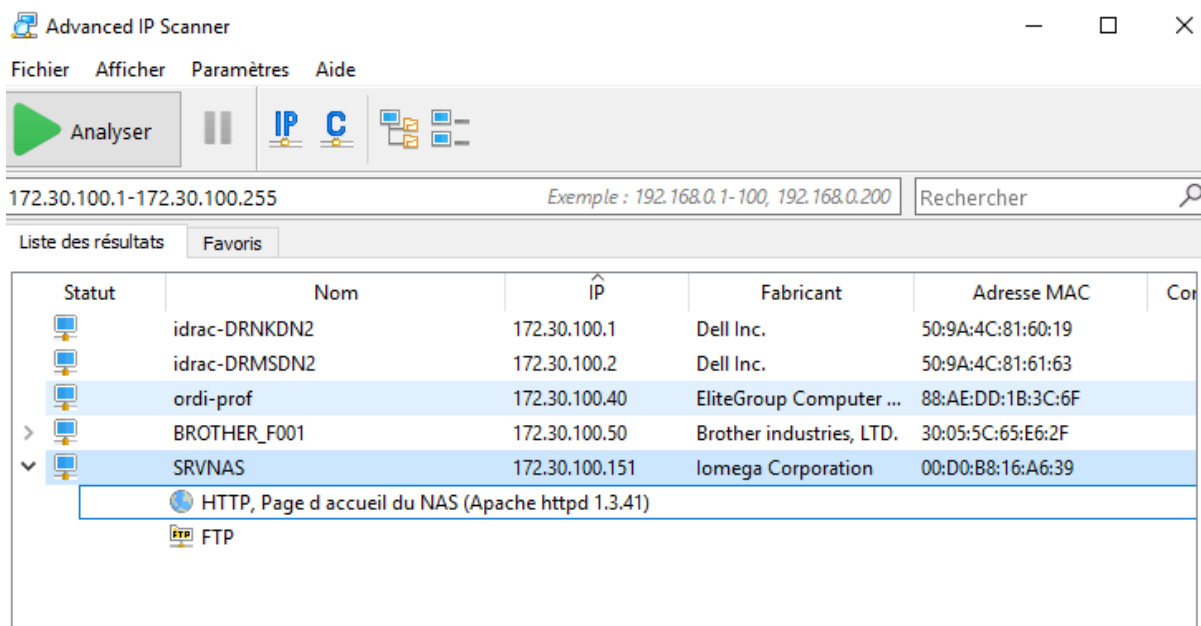 Advanced IP Scanner
Fichier Afficher Paramètres Aide
Analyser IP C
172.30.100.1-172.30.100.255 Exemple : 192.168.0.1-100, 192.168.0.200 Rechercher
Liste des résultats Favoris
Statut Nom IP Fabricant Adresse MAC Cor
idrac-DRNKDN2 172.30.100.1 Dell Inc. 50:9A:4C:81:60:19
idrac-DRMSDN2 172.30.100.2 Dell Inc. 50:9A:4C:81:61:63
ordi-prof 172.30.100.40 EliteGroup Computer ... 88:AE:DD:1B:3C:6F
BROTHER_F001 172.30.100.50 Brother industries, LTD. 30:05:5C:65:E6:2F
SRVNAS 172.30.100.151 Iomega Corporation 00:D0:B8:16:A6:39
HTTP, Page d accueil du NAS (Apache httpd 1.3.41)
FTP FTP